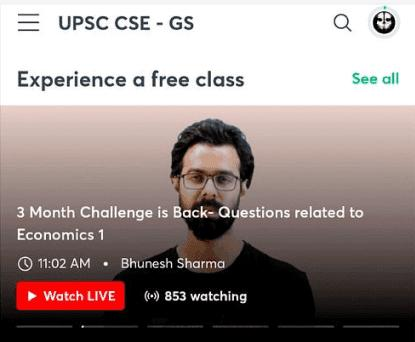 UPSC CSE - GS
Experience a free class
See all
3 Month Challenge is Back- Questions related to
Economics 1
11:02 AM • Bhunesh Sharma
Watch LIVE
853 watching